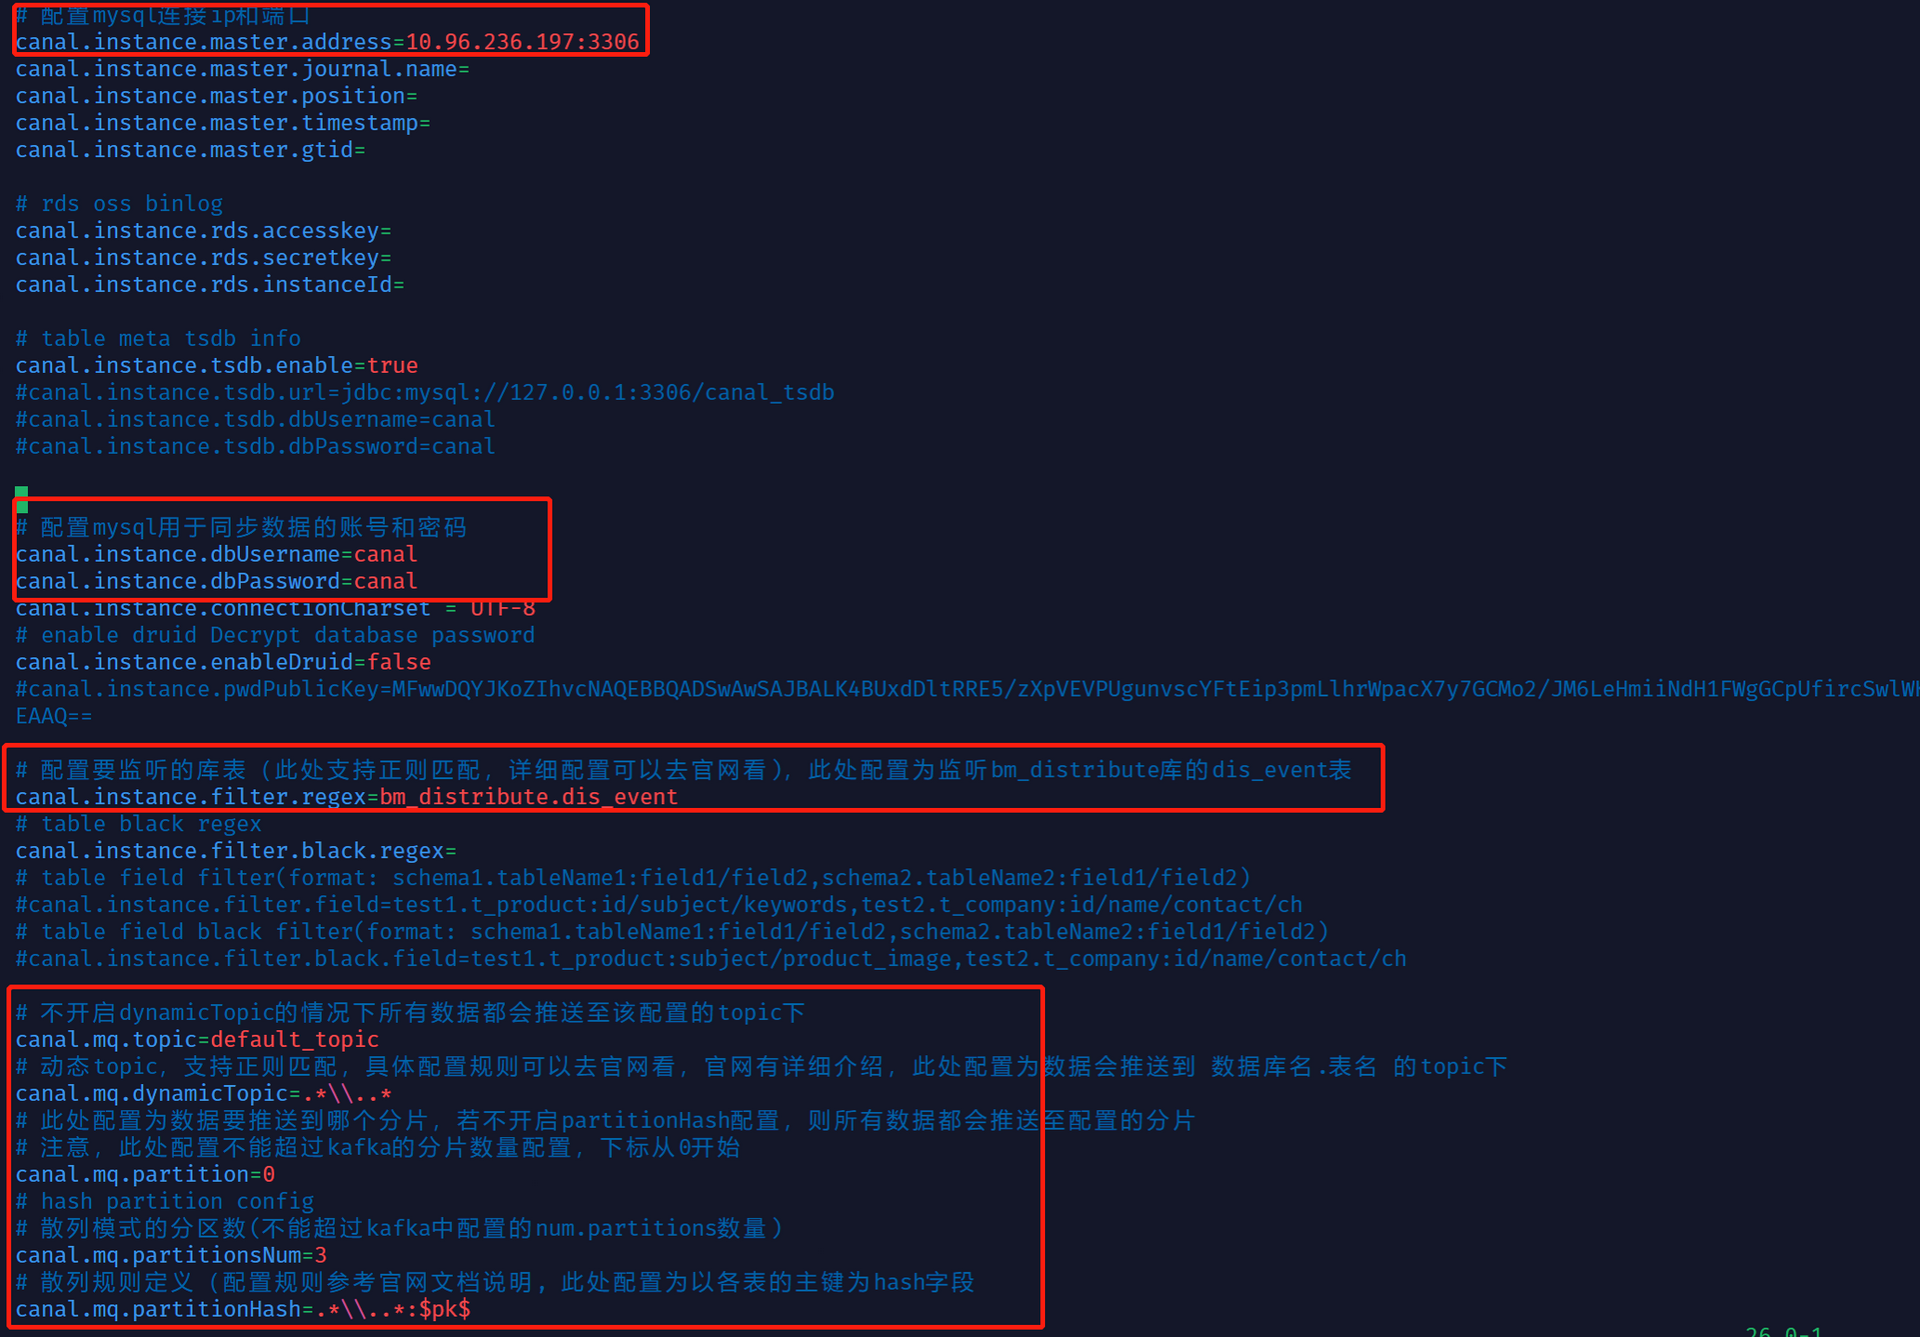 # 配置mysql连接ip和端口
canal.instance.master.address=10.96.236.197:3306
canal.instance.master.journal.name=
canal.instance.master.position=
canal.instance.master.timestamp=
canal.instance.master.gtid=
# rds oss binlog
canal.instance.rds.accesskey=
canal.instance.rds.secretkey=
canal.instance.rds.instanceId=
# table meta tsdb info
canal.instance.tsdb.enable=true
#canal.instance.tsdb.url=jdbc:mysql://127.0.0.1:3306/canal_tsdb
#canal.instance.tsdb.dbUsername=canal
#canal.instance.tsdb.dbPassword=canal
# 配置mysql用于同步数据的账号和密码
canal.instance.dbUsername=canal
canal.instance.dbPassword=canal
canal.instance.connectionCharset = UTF-8
# enable druid Decrypt database password
canal.instance.enableDruid=false
#canal.instance.pwdPublicKey=MFwwDQYJKoZIhvcNAQEBBQADSwAwSAJBALK4BUxdDltRRE5/zXpVEVPUgunvscYFtEip3pmLlhrWpacX7y7GCMo2/JM6LeHmiiNdH1FWgGCpUfircSwlWH
EAAQ==
# 配置要监听的库表（此处支持正则匹配，详细配置可以去官网看），此处配置为监听bm_distribute库的dis_event表
canal.instance.filter.regex=bm_distribute.dis_event
# table black regex
canal.instance.filter.black.regex=
# table field filter(format: schema1.tableName1:field1/field2,schema2.tableName2:field1/field2)
#canal.instance.filter.field=test1.t_product:id/subject/keywords,test2.t_company:id/name/contact/ch
# table field black filter(format: schema1.tableName1:field1/field2,schema2.tableName2:field1/field2)
#canal.instance.filter.black.field=test1.t_product:subject/product_image,test2.t_company:id/name/contact/ch
# 不开启dynamicTopic的情况下所有数据都会推送至该配置的topic下
canal.mq.topic=default_topic
# 动态topic，支持正则匹配，具体配置规则可以去官网看，官网有详细介绍，此处配置为数据会推送到 数据库名.表名 的topic下
canal.mq.dynamicTopic=.*\\..*
# 此处配置为数据要推送到哪个分片，若不开启partitionHash配置，则所有数据都会推送至配置的分片
# 注意，此处配置不能超过kafka的分片数量配置，下标从0开始
canal.mq.partition=0
# hash partition config
# 散列模式的分区数(不能超过kafka中配置的num.partitions数量)
canal.mq.partitionsNum=3
# 散列规则定义（配置规则参考官网文档说明，此处配置为以各表的主键为hash字段
canal.mq.partitionHash=.*\\..*:$pk$
26,0-1